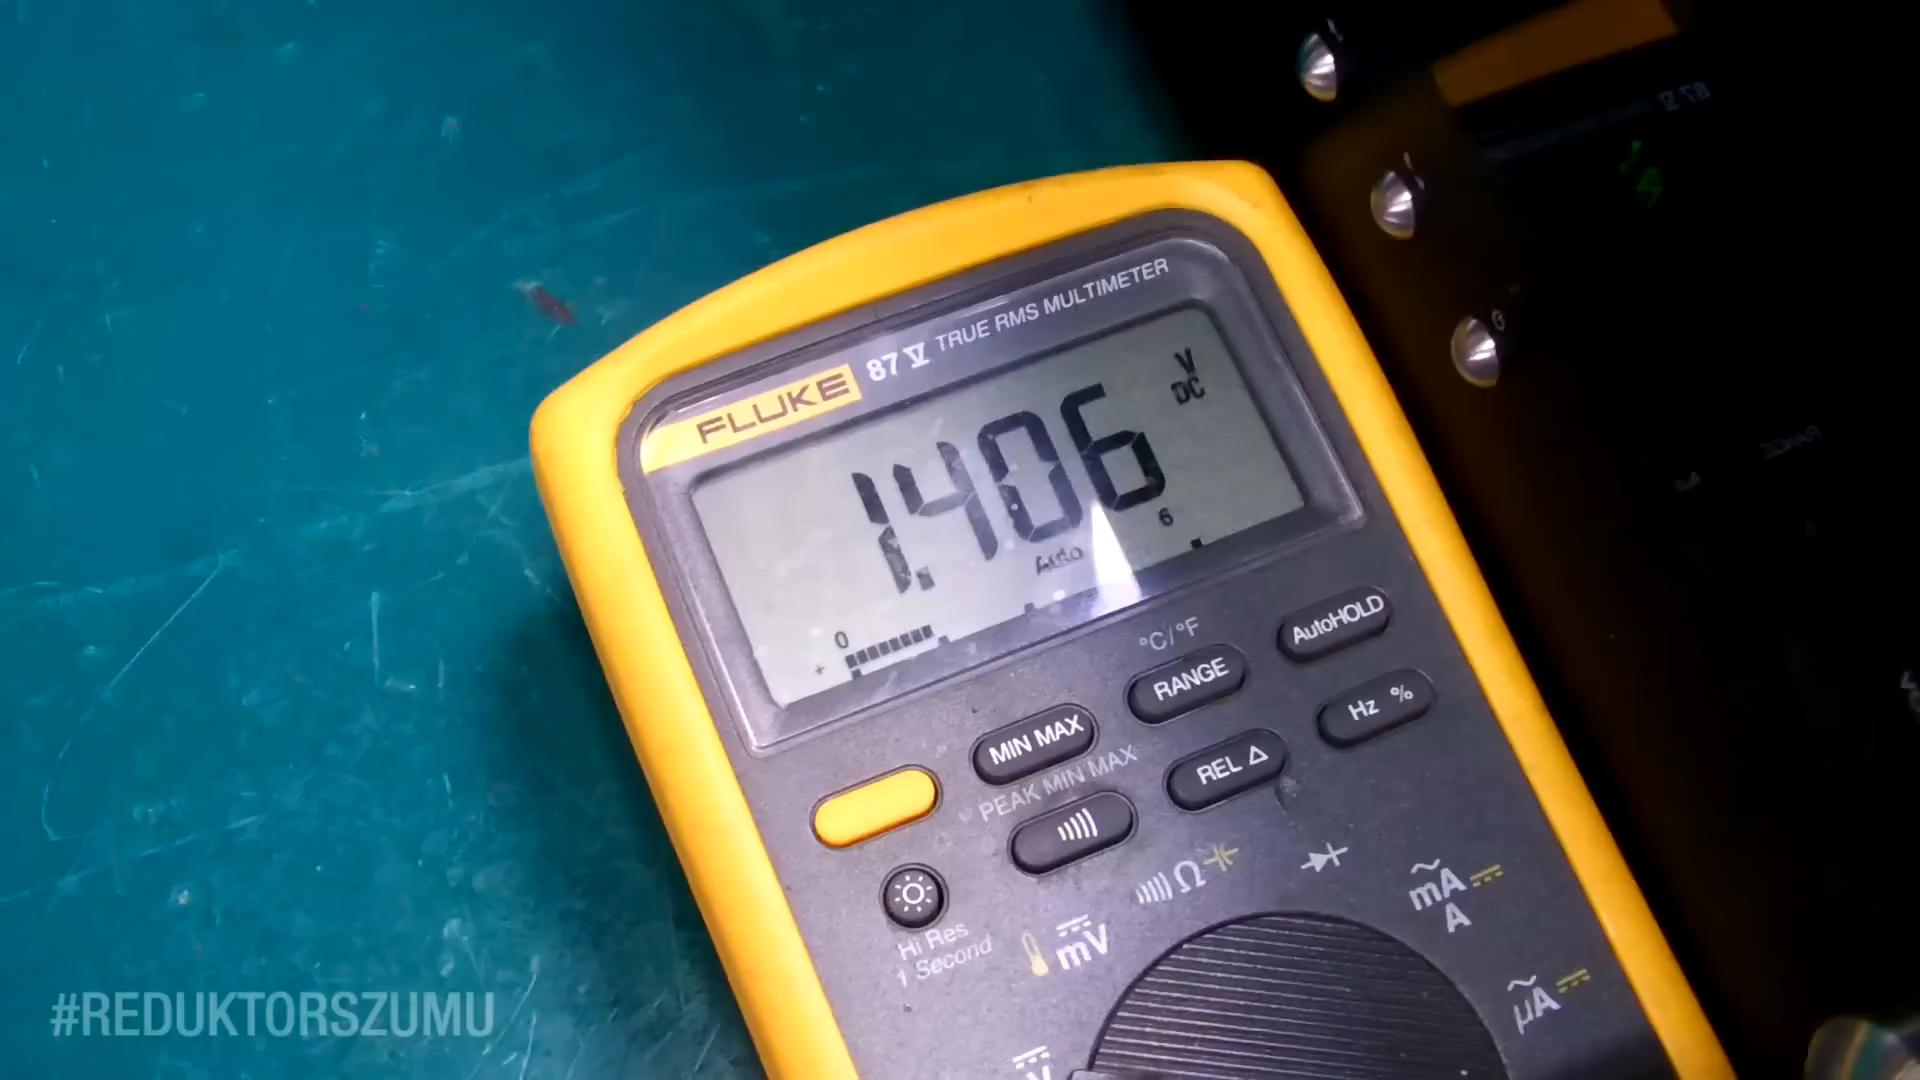 FLUKE 87 V TRUE RMS MULTIMETER
V
DC
1.406
Auto
6
0
+
°C/°F
AutoHOLD
RANGE
MIN MAX
Hz %
PEAK MIN MAX
REL Δ
Ω
mA
A
Hi Res
1 Second
mV
µA
V
#REDUKTORSZUMU